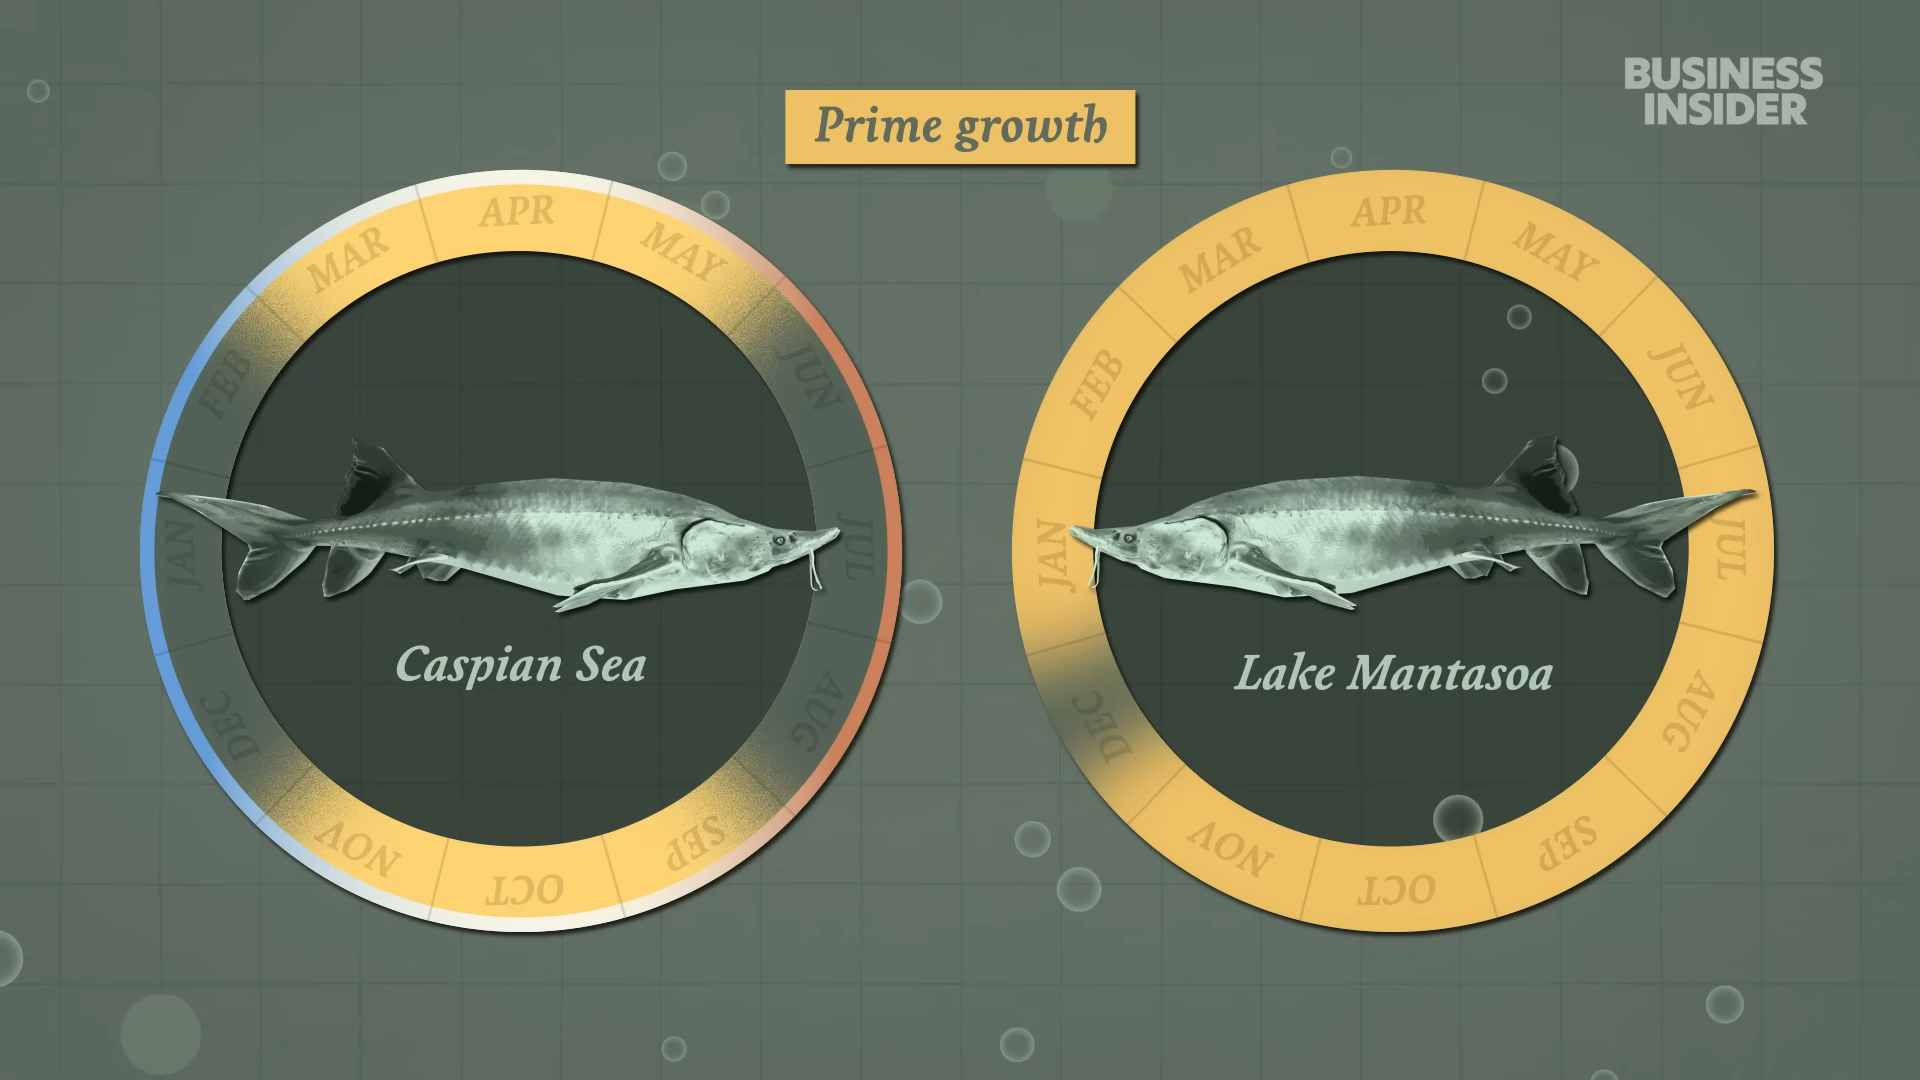 BUSINESS
INSIDER
Prime growth
JAN
FEB
MAR
APR
MAY
JUN
JUL
AUG
SEP
OCT
NOV
DEC
Caspian Sea
JAN
FEB
MAR
APR
MAY
JUN
JUL
AUG
SEP
OCT
NOV
DEC
Lake Mantasoa